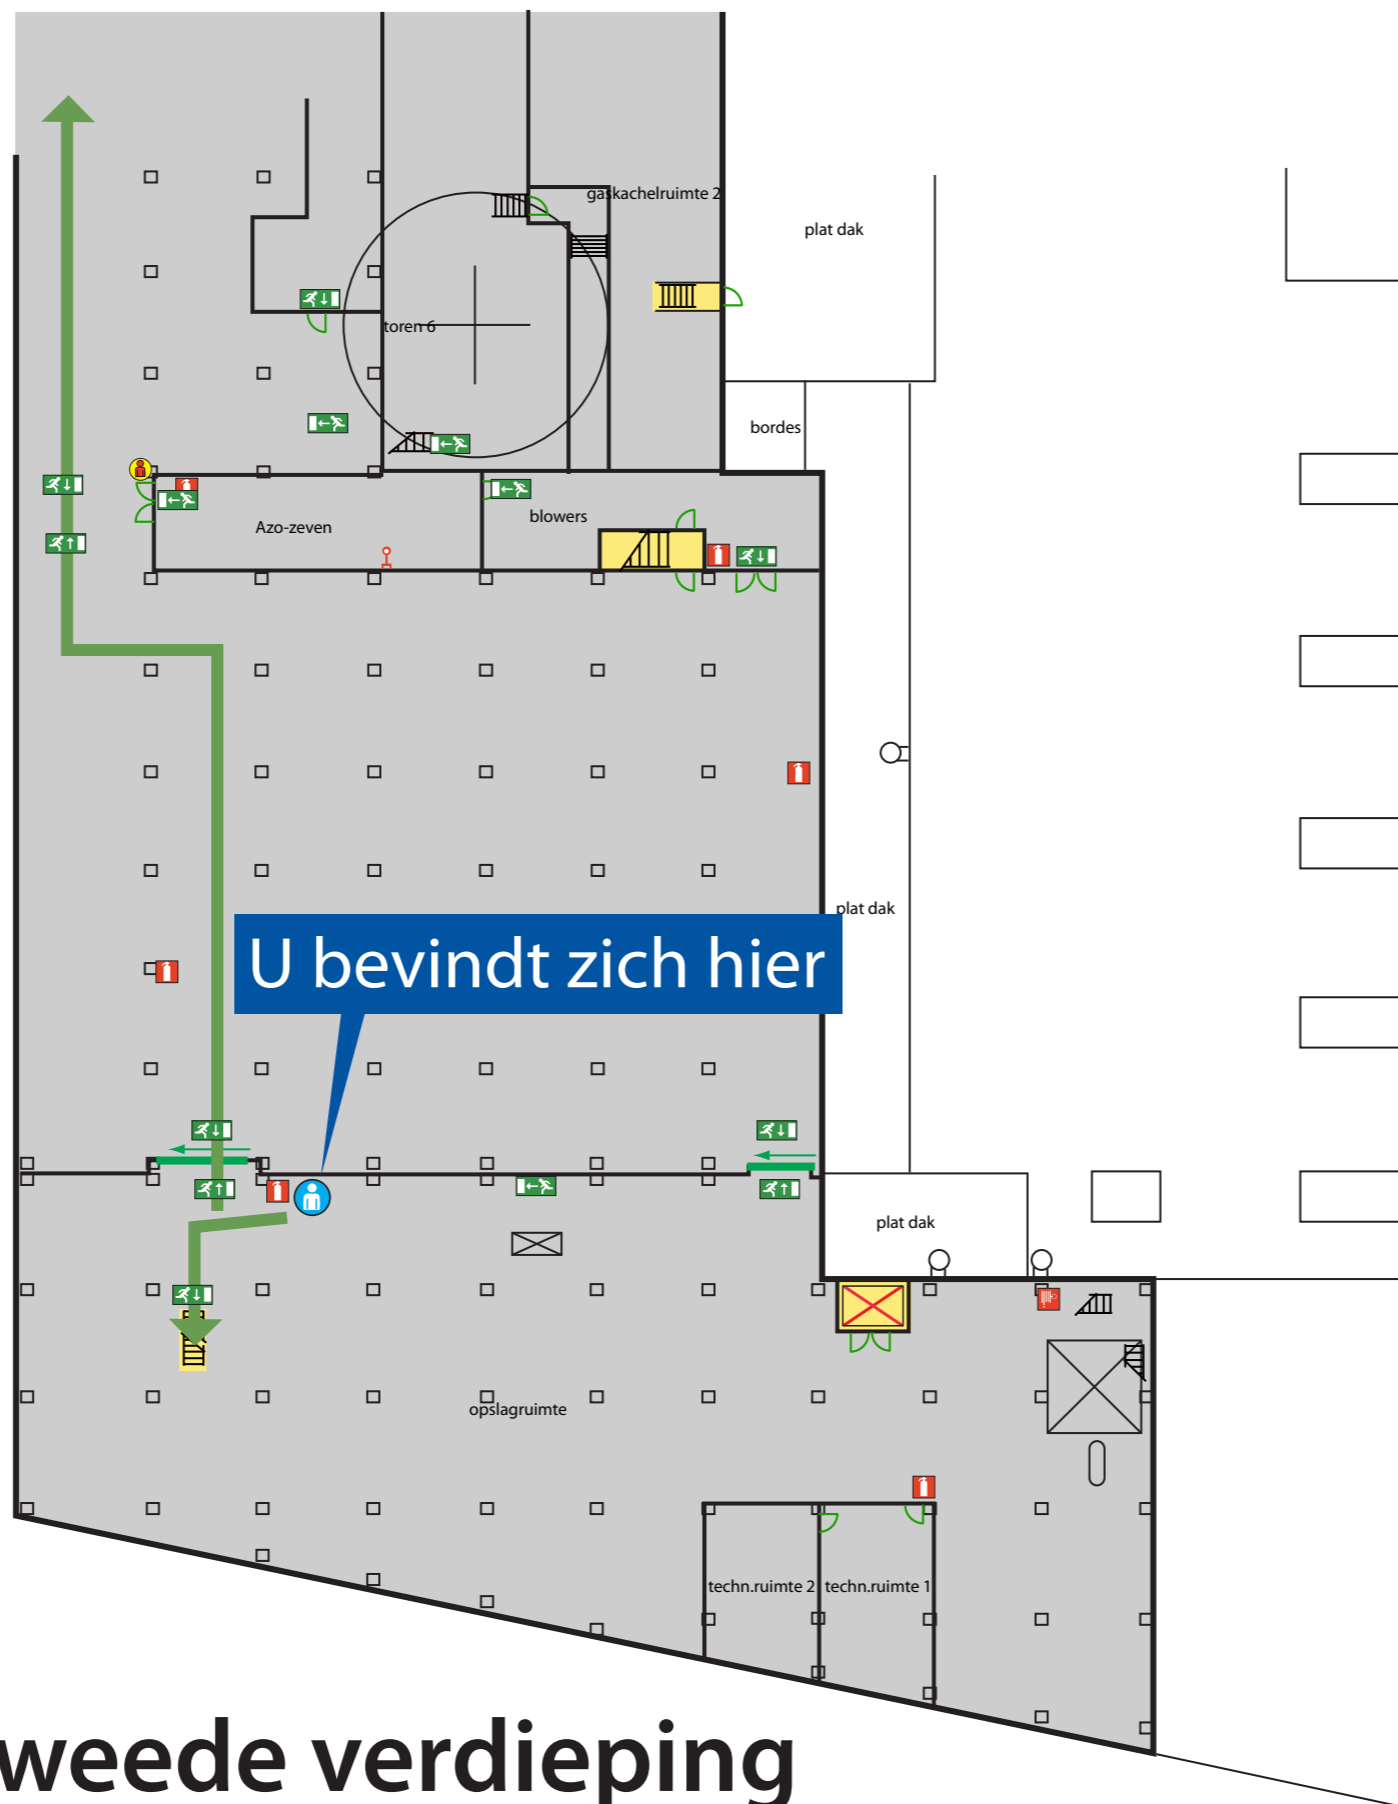 gaskachelruimte 2
plat dak
toren 6
bordes
Azo-zeven
blowers
plat dak
U bevindt zich hier
plat dak
opslagruimte
techn.ruimte 2
techn.ruimte 1
weede verdieping